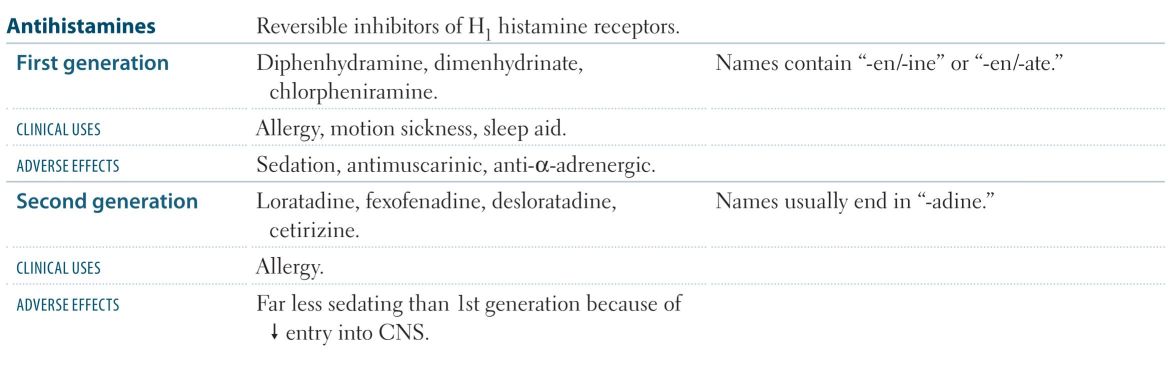 Antihistamines Reversible inhibitors of H1 histamine receptors.
First generation Diphenhydramine, dimenhydrinate, Names contain “-en/-ine” or “-en/-ate.”
chlorpheniramine.
CLINICAL USES Allergy, motion sickness, sleep aid.
ADVERSE EFFECTS Sedation, antimuscarinic, anti-α-adrenergic.
Second generation Loratadine, fexofenadine, desloratadine, Names usually end in “-adine.”
cetirizine.
CLINICAL USES Allergy.
ADVERSE EFFECTS Far less sedating than 1st generation because of
↓ entry into CNS.